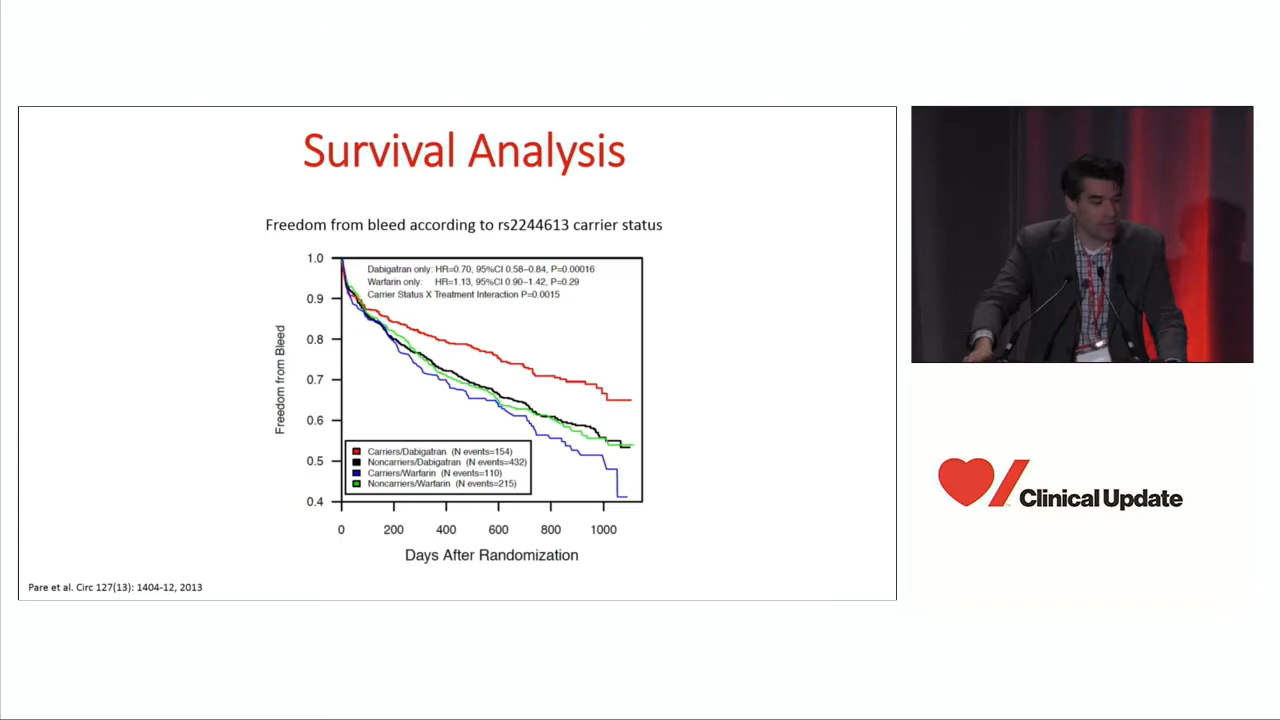 Survival Analysis
Freedom from bleed according to rs2244613 carrier status
Dabigatran only: HR=0.70, 95%CI 0.58–0.84, P=0.00016
Warfarin only: HR=1.13, 95%CI 0.90–1.42, P=0.29
Carrier Status X Treatment Interaction P=0.0015
1.0
0.9
0.8
0.7
0.6
0.5
0.4
Freedom from Bleed
Carriers/Dabigatran (N events=154)
Noncarriers/Dabigatran (N events=432)
Carriers/Warfarin (N events=110)
Noncarriers/Warfarin (N events=215)
0 200 400 600 800 1000
Days After Randomization
Pare et al. Circ 127(13): 1404-12, 2013
Clinical Update